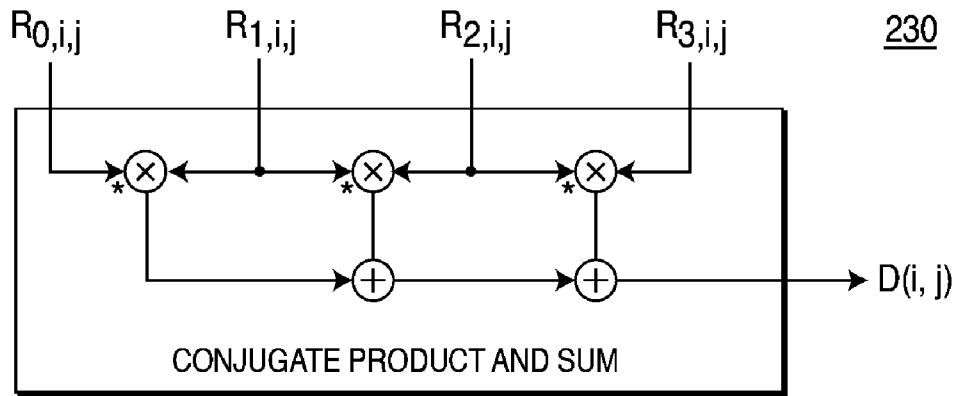 R0,i,j R1,i,j R2,i,j R3,i,j 230
× × ×
* * *
+ + D(i, j)
CONJUGATE PRODUCT AND SUM